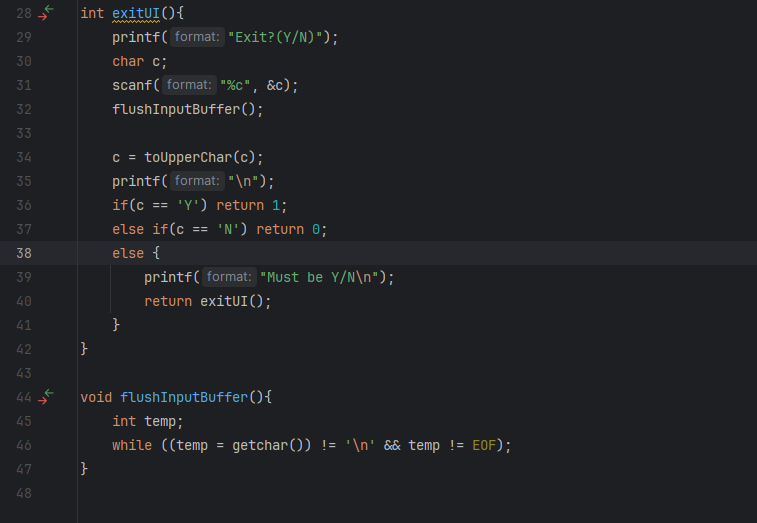 28 int exitUI(){
29 printf( format: "Exit?(Y/N)");
30 char c;
31 scanf( format: "%c", &c);
32 flushInputBuffer();
33
34 c = toUpperChar(c);
35 printf( format: "\n");
36 if(c == 'Y') return 1;
37 else if(c == 'N') return 0;
38 else {
39 printf( format: "Must be Y/N\n");
40 return exitUI();
41 }
42 }
43
44 void flushInputBuffer(){
45 int temp;
46 while ((temp = getchar()) != '\n' && temp != EOF);
47 }
48